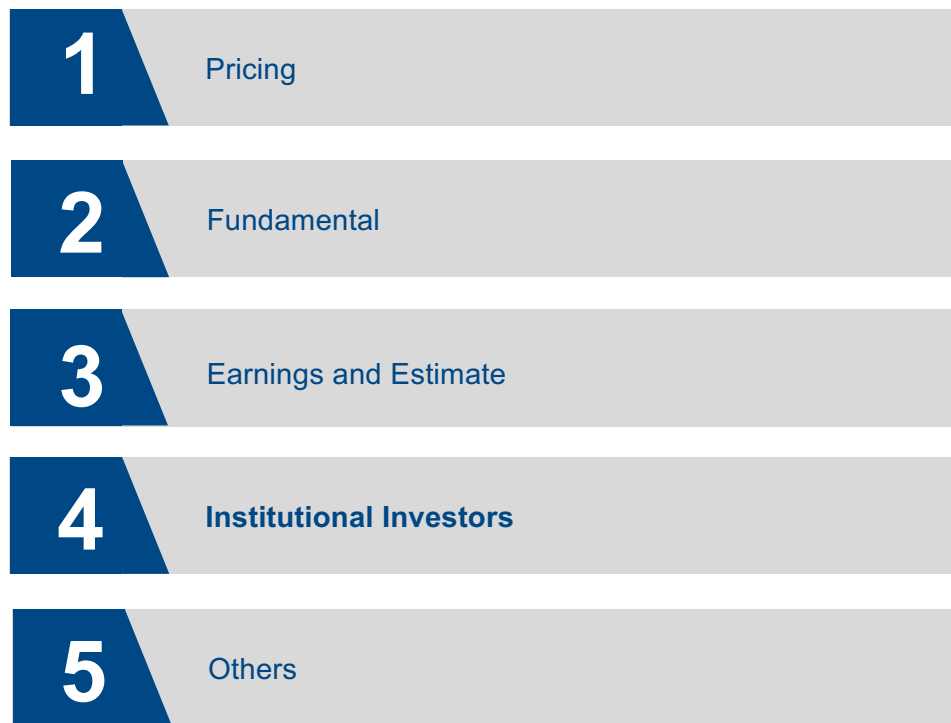 1 Pricing
2 Fundamental
3 Earnings and Estimate
4 Institutional Investors
5 Others